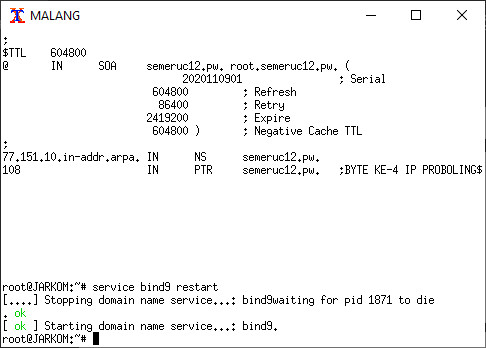 MALANG
;
$TTL    604800
@       IN      SOA     semeruc12.pw. root.semeruc12.pw. (
                        2020110901      ; Serial
                        604800          ; Refresh
                        86400           ; Retry
                        2419200         ; Expire
                        604800 )        ; Negative Cache TTL
;
77.151.10.in-addr.arpa. IN      NS      semeruc12.pw.
108                     IN      PTR     semeruc12.pw.   ;BYTE KE-4 IP PROBOLING$
root@JARKOM:~# service bind9 restart
[....] Stopping domain name service...: bind9waiting for pid 1871 to die
. ok
[ ok ] Starting domain name service...: bind9.
root@JARKOM:~#